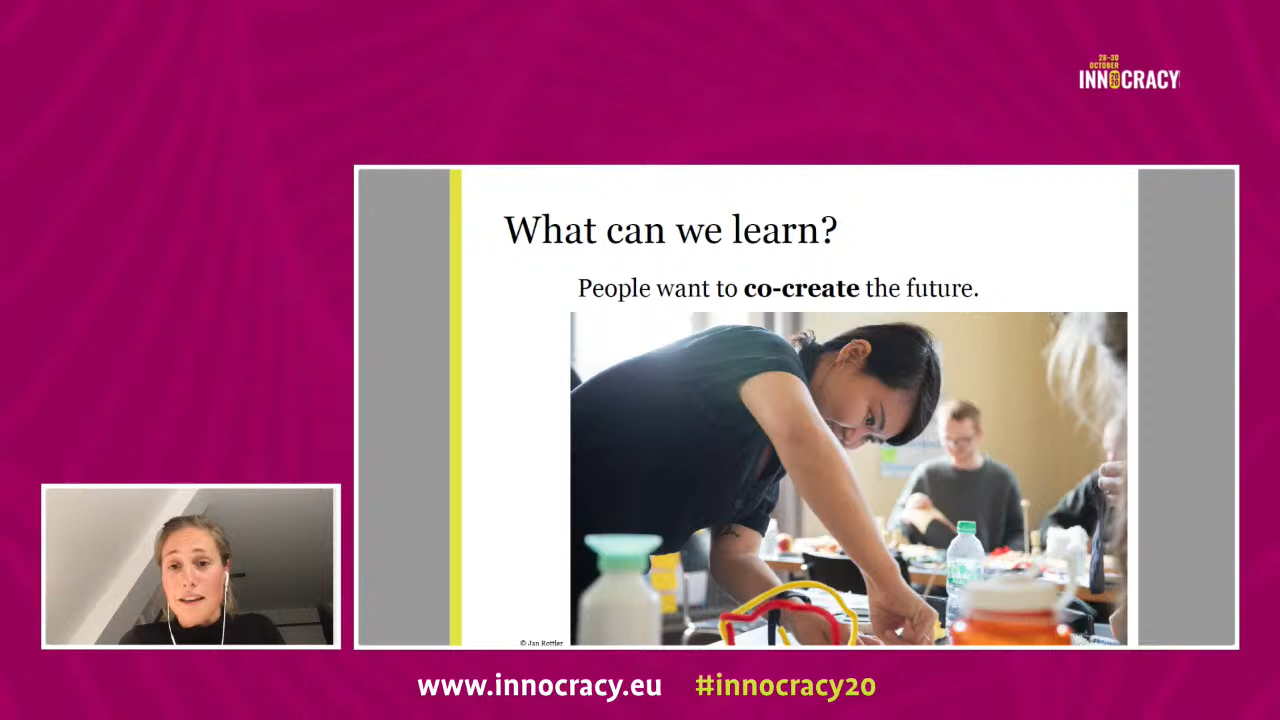 28–30
OCTOBER
INNOCRACY
What can we learn?
People want to co-create the future.
© Jan Rottler
www.innocracy.eu #innocracy20